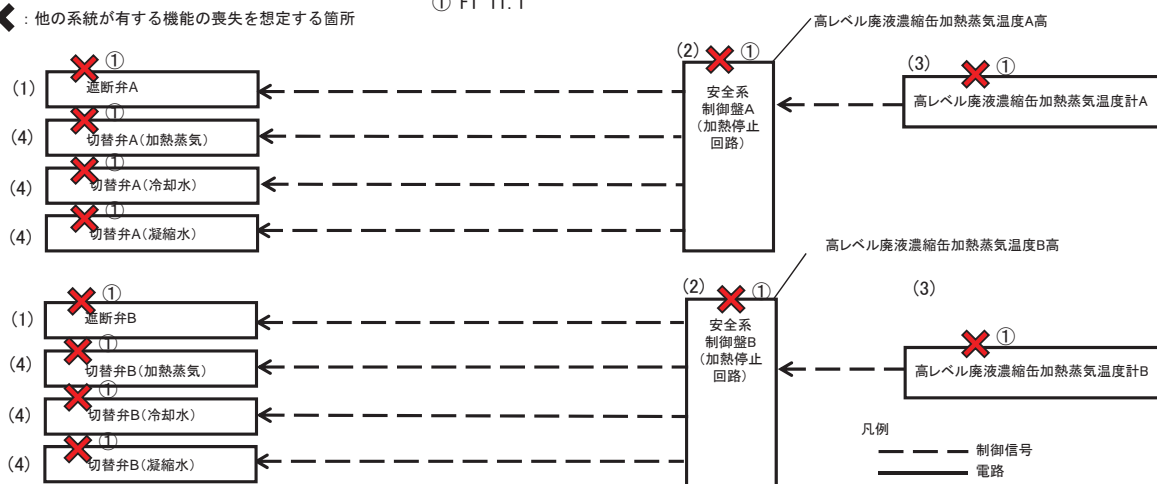 ① FT 11.1
：他の系統が有する機能の喪失を想定する箇所
高レベル廃液濃縮缶加熱蒸気温度A高
(1)
①
遮断弁A
(4)
①
切替弁A（加熱蒸気）
(4)
①
切替弁A（冷却水）
(4)
①
切替弁A（凝縮水）
(2)
①
安全系
制御盤A
（加熱停止
回路）
(3)
①
高レベル廃液濃縮缶加熱蒸気温度計A
高レベル廃液濃縮缶加熱蒸気温度B高
(1)
①
遮断弁B
(4)
①
切替弁B（加熱蒸気）
(4)
①
切替弁B（冷却水）
(4)
①
切替弁B（凝縮水）
(2)
①
安全系
制御盤B
（加熱停止
回路）
(3)
①
高レベル廃液濃縮缶加熱蒸気温度計B
凡例
制御信号
電路